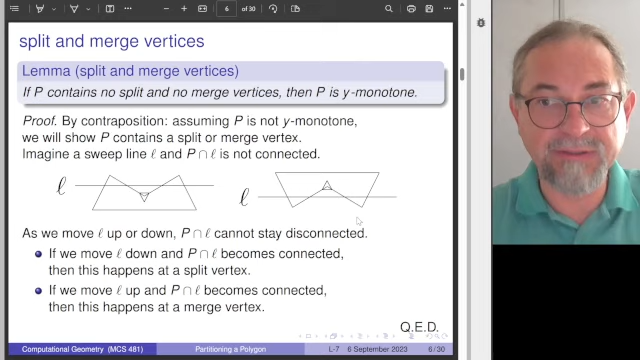 6 of 30
split and merge vertices
Lemma (split and merge vertices)
If P contains no split and no merge vertices, then P is y-monotone.
Proof. By contraposition: assuming P is not y-monotone,
we will show P contains a split or merge vertex.
Imagine a sweep line ℓ and P ∩ ℓ is not connected.
ℓ
ℓ
As we move ℓ up or down, P ∩ ℓ cannot stay disconnected.
If we move ℓ down and P ∩ ℓ becomes connected,
then this happens at a split vertex.
If we move ℓ up and P ∩ ℓ becomes connected,
then this happens at a merge vertex.
Q.E.D.
Computational Geometry (MCS 481) Partitioning a Polygon L-7 6 September 2023 6 / 30